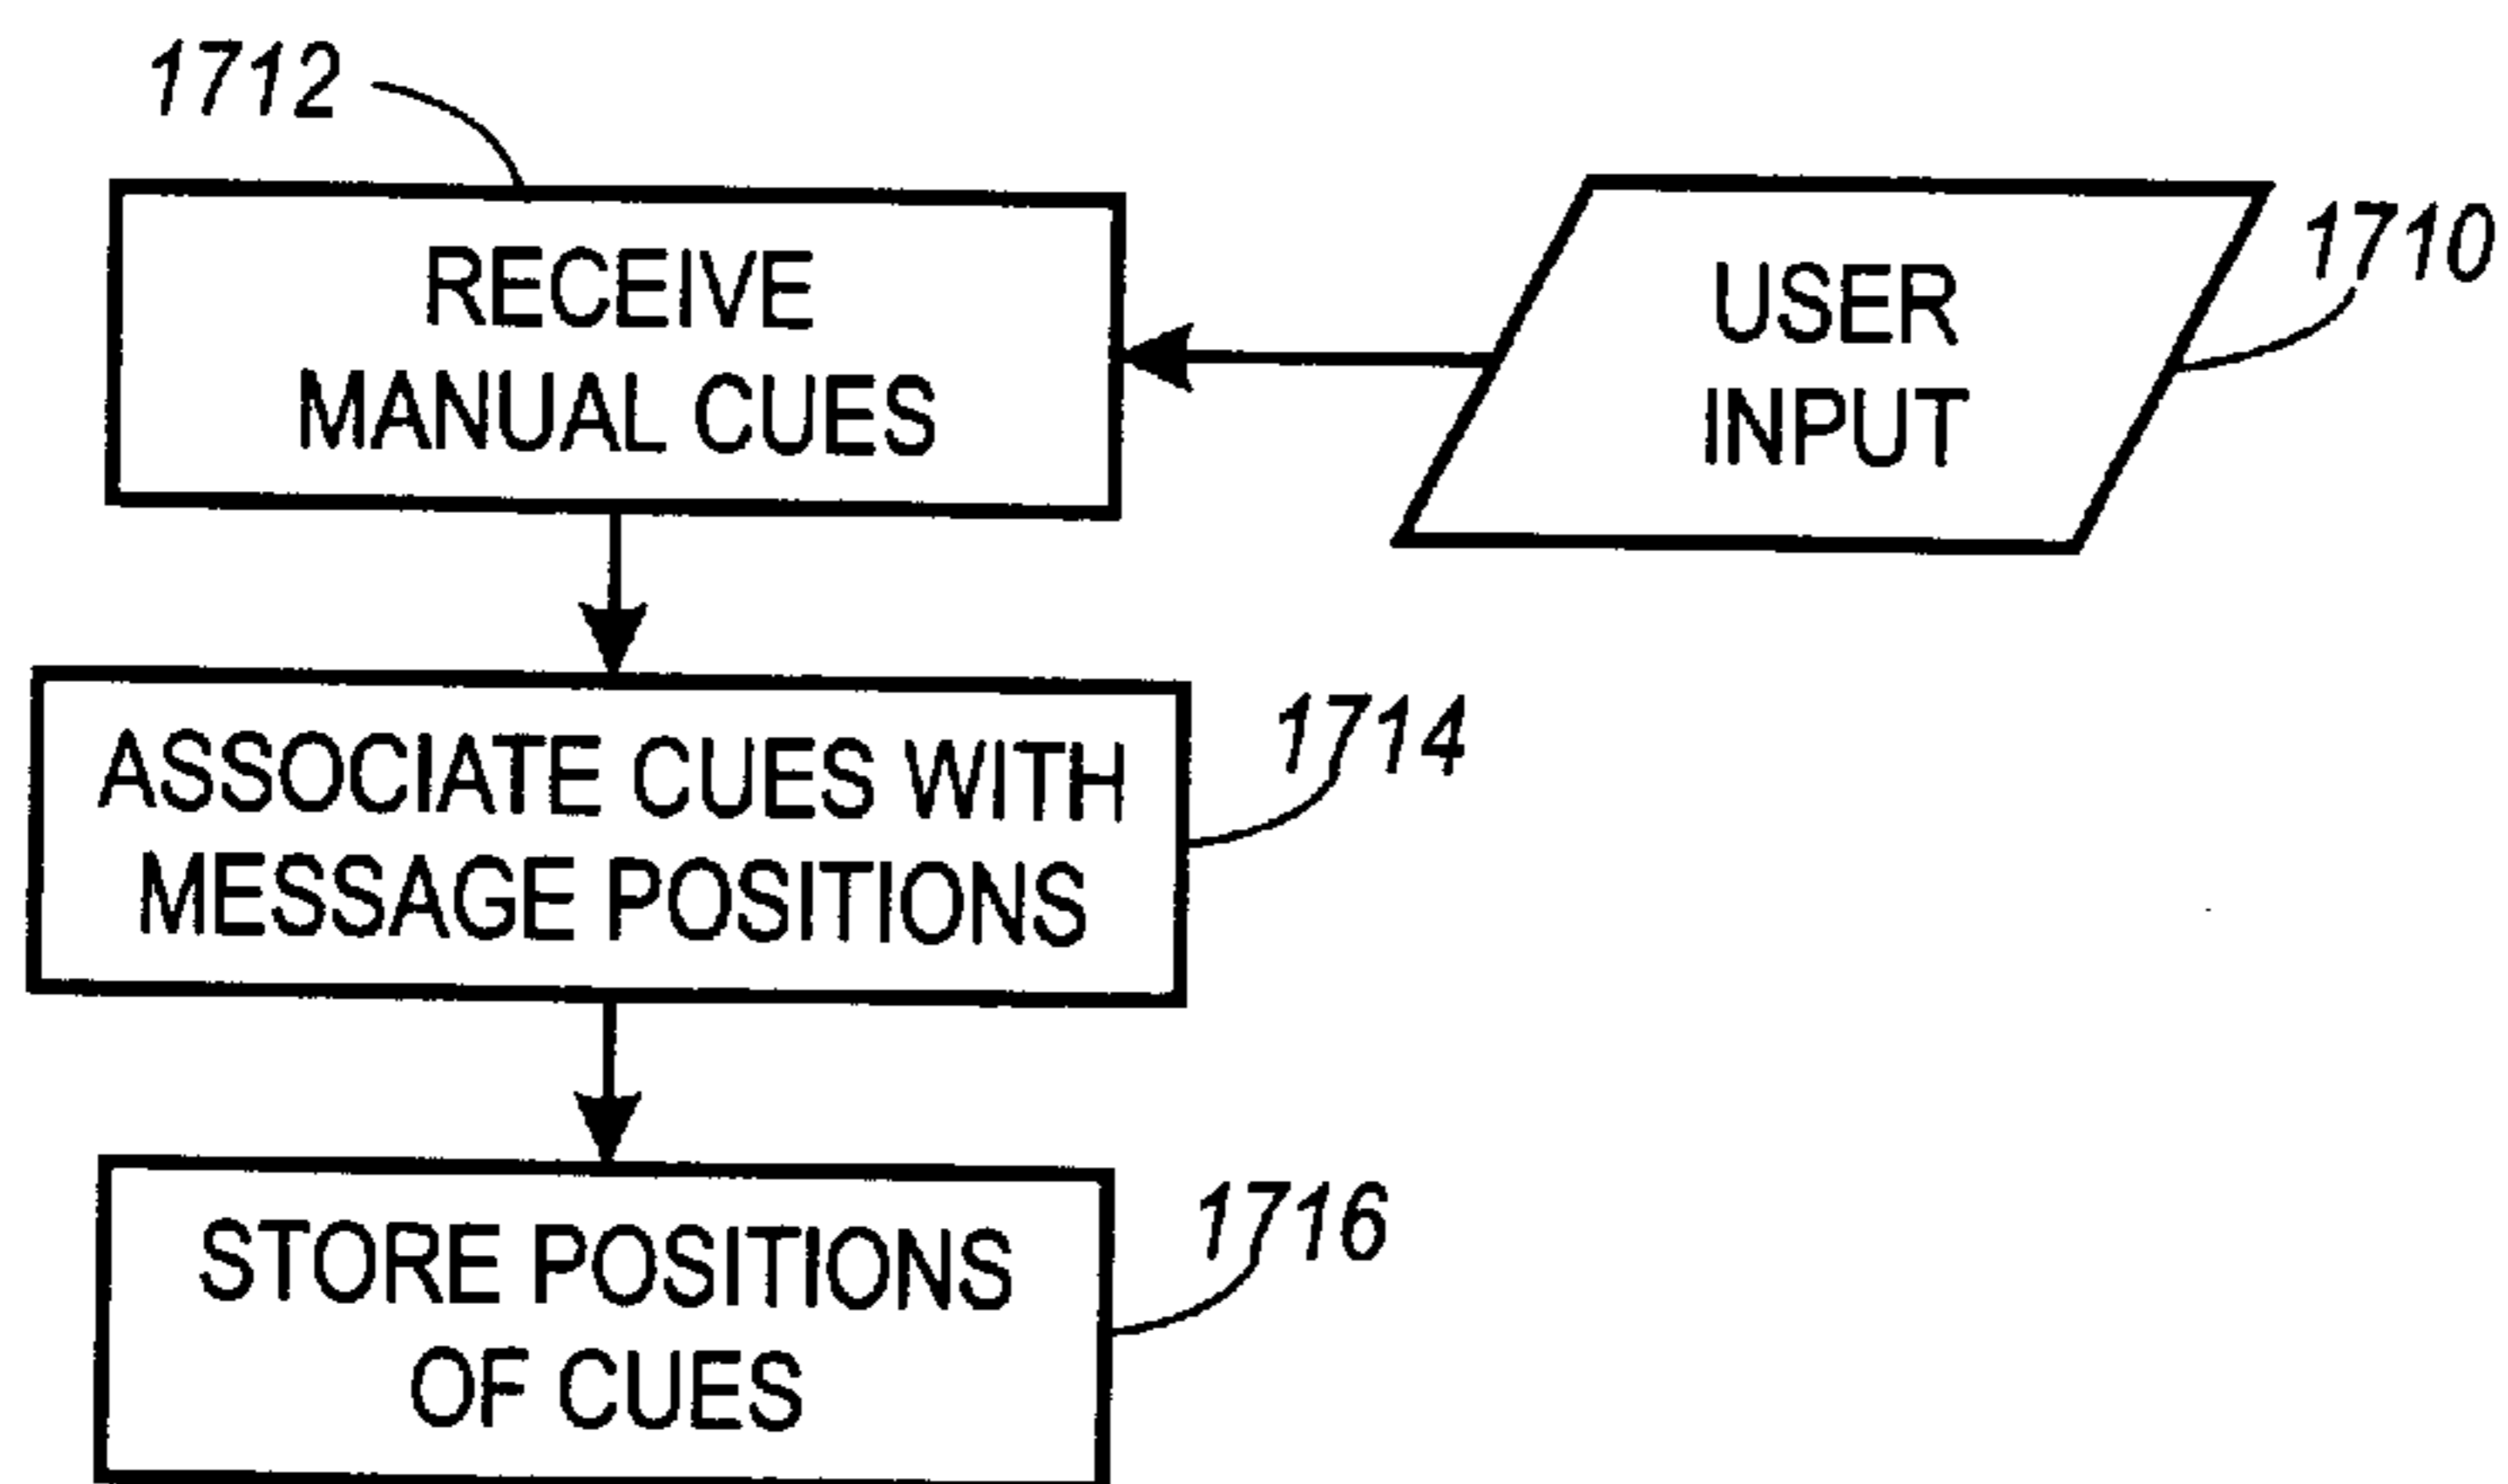 1712
RECEIVE
MANUAL CUES
USER
INPUT
1710
ASSOCIATE CUES WITH
MESSAGE POSITIONS
1714
STORE POSITIONS
OF CUES
1716